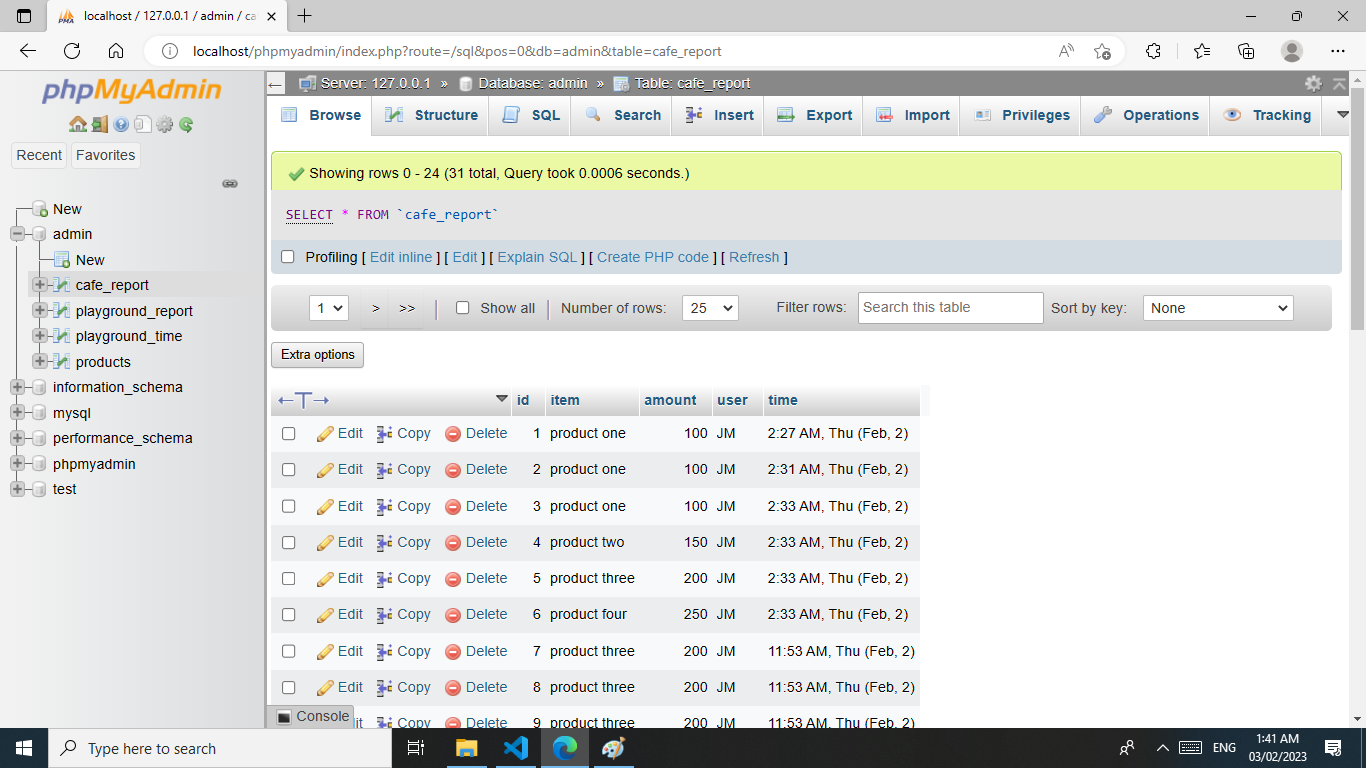 localhost / 127.0.0.1 / admin / ca
localhost/phpmyadmin/index.php?route=/sql&pos=0&db=admin&table=cafe_report
phpMyAdmin
Recent Favorites
New
admin
New
cafe_report
playground_report
playground_time
products
information_schema
mysql
performance_schema
phpmyadmin
test
Server: 127.0.0.1 » Database: admin » Table: cafe_report
Browse Structure SQL Search Insert Export Import Privileges Operations Tracking
Showing rows 0 - 24 (31 total, Query took 0.0006 seconds.)
SELECT * FROM `cafe_report`
Profiling [ Edit inline ] [ Edit ] [ Explain SQL ] [ Create PHP code ] [ Refresh ]
1 > >> Show all Number of rows: 25 Filter rows: Search this table Sort by key: None
Extra options
←T→ id item amount user time
Edit Copy Delete 1 product one 100 JM 2:27 AM, Thu (Feb, 2)
Edit Copy Delete 2 product one 100 JM 2:31 AM, Thu (Feb, 2)
Edit Copy Delete 3 product one 100 JM 2:33 AM, Thu (Feb, 2)
Edit Copy Delete 4 product two 150 JM 2:33 AM, Thu (Feb, 2)
Edit Copy Delete 5 product three 200 JM 2:33 AM, Thu (Feb, 2)
Edit Copy Delete 6 product four 250 JM 2:33 AM, Thu (Feb, 2)
Edit Copy Delete 7 product three 200 JM 11:53 AM, Thu (Feb, 2)
Edit Copy Delete 8 product three 200 JM 11:53 AM, Thu (Feb, 2)
Copy Delete 9 product three 200 JM 11:53 AM, Thu (Feb, 2)
Console
Type here to search
ENG
1:41 AM
03/02/2023